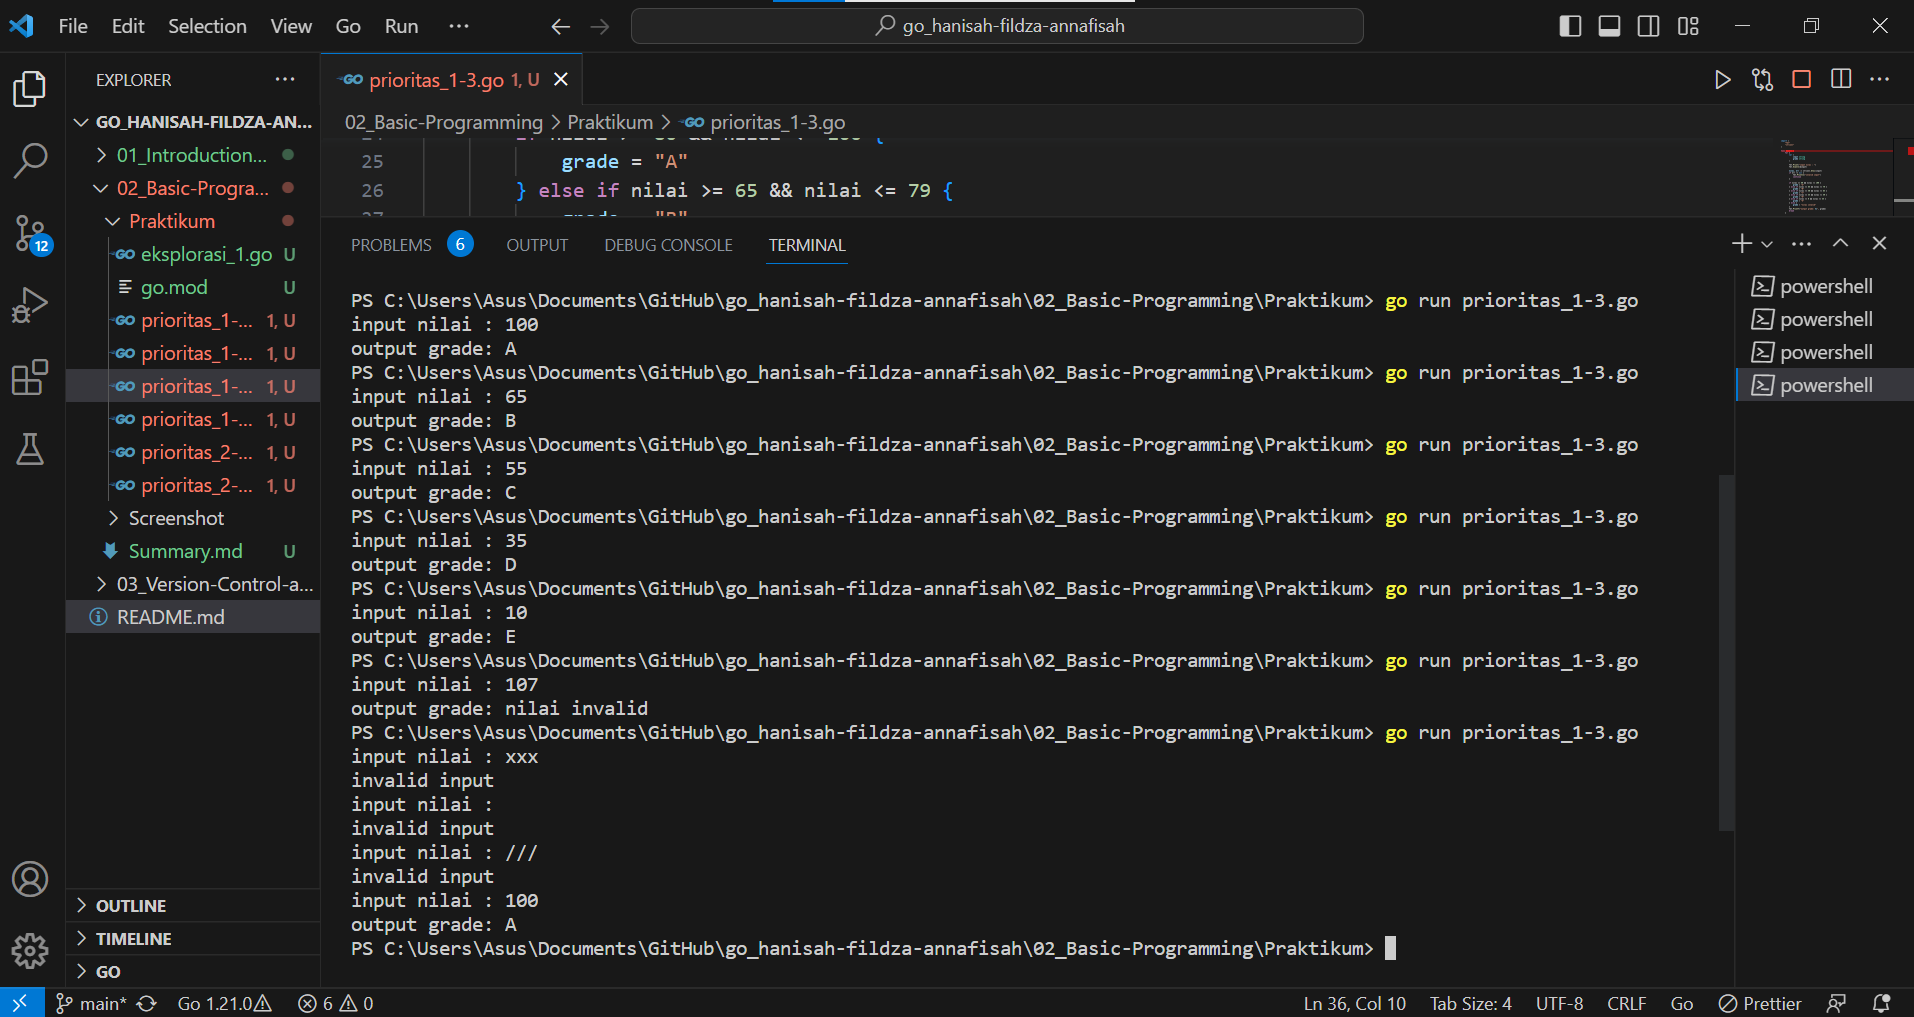 File Edit Selection View Go Run ···
go_hanisah-fildza-annafisah
EXPLORER
GO_HANISAH-FILDZA-AN...
01_Introduction...
02_Basic-Progra...
Praktikum
eksplorasi_1.go U
go.mod U
prioritas_1-... 1, U
prioritas_1-... 1, U
prioritas_1-... 1, U
prioritas_1-... 1, U
prioritas_2-... 1, U
prioritas_2-... 1, U
Screenshot
Summary.md U
03_Version-Control-a...
README.md
OUTLINE
TIMELINE
GO
12
GO prioritas_1-3.go 1, U
02_Basic-Programming > Praktikum > GO prioritas_1-3.go
25 grade = "A"
26 } else if nilai >= 65 && nilai <= 79 {
PROBLEMS 6 OUTPUT DEBUG CONSOLE TERMINAL
PS C:\Users\Asus\Documents\GitHub\go_hanisah-fildza-annafisah\02_Basic-Programming\Praktikum> go run prioritas_1-3.go
input nilai : 100
output grade: A
PS C:\Users\Asus\Documents\GitHub\go_hanisah-fildza-annafisah\02_Basic-Programming\Praktikum> go run prioritas_1-3.go
input nilai : 65
output grade: B
PS C:\Users\Asus\Documents\GitHub\go_hanisah-fildza-annafisah\02_Basic-Programming\Praktikum> go run prioritas_1-3.go
input nilai : 55
output grade: C
PS C:\Users\Asus\Documents\GitHub\go_hanisah-fildza-annafisah\02_Basic-Programming\Praktikum> go run prioritas_1-3.go
input nilai : 35
output grade: D
PS C:\Users\Asus\Documents\GitHub\go_hanisah-fildza-annafisah\02_Basic-Programming\Praktikum> go run prioritas_1-3.go
input nilai : 10
output grade: E
PS C:\Users\Asus\Documents\GitHub\go_hanisah-fildza-annafisah\02_Basic-Programming\Praktikum> go run prioritas_1-3.go
input nilai : 107
output grade: nilai invalid
PS C:\Users\Asus\Documents\GitHub\go_hanisah-fildza-annafisah\02_Basic-Programming\Praktikum> go run prioritas_1-3.go
input nilai : xxx
invalid input
input nilai :
invalid input
input nilai : ///
invalid input
input nilai : 100
output grade: A
PS C:\Users\Asus\Documents\GitHub\go_hanisah-fildza-annafisah\02_Basic-Programming\Praktikum>
powershell
powershell
powershell
powershell
main* Go 1.21.0 6 0 Ln 36, Col 10 Tab Size: 4 UTF-8 CRLF Go Prettier